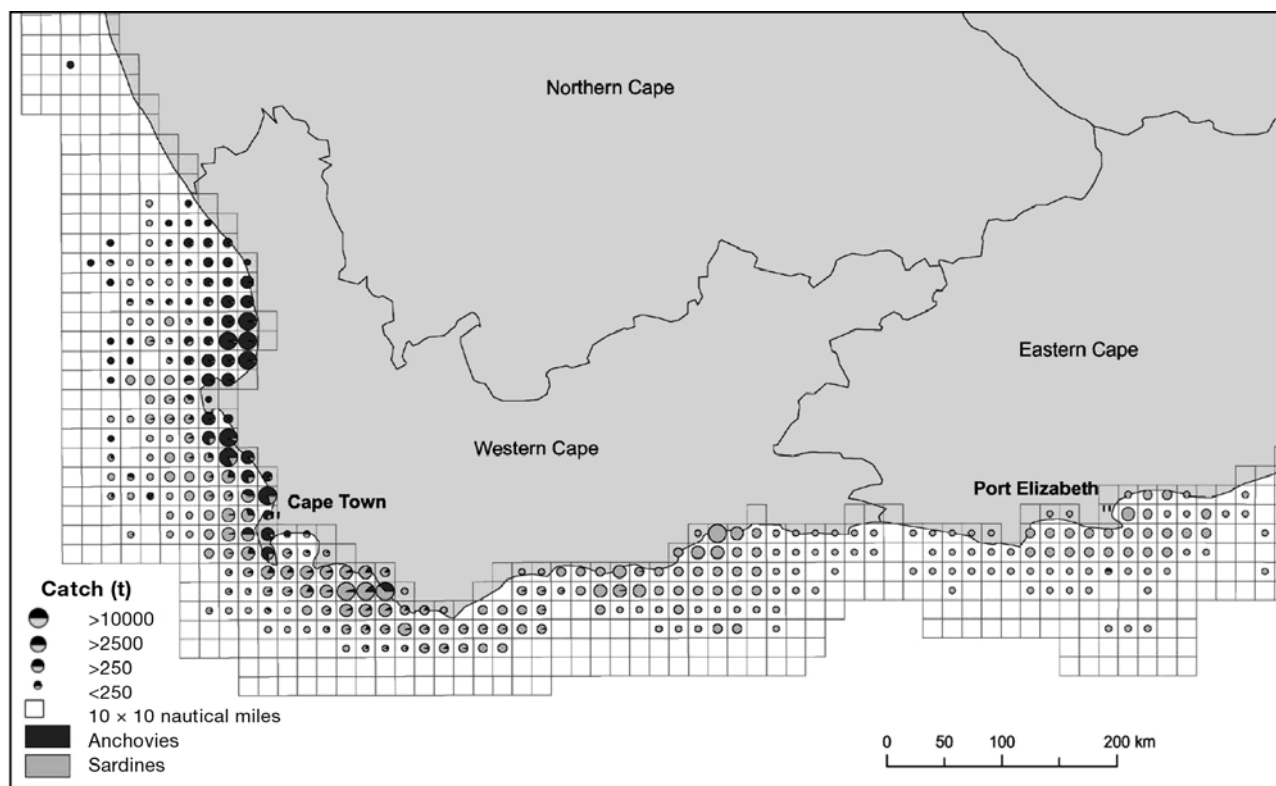 Northern Cape
Eastern Cape
Western Cape
Port Elizabeth
Cape Town
Catch (t)
>10000
>2500
>250
<250
10 × 10 nautical miles
Anchovies
Sardines
0 50 100 200 km